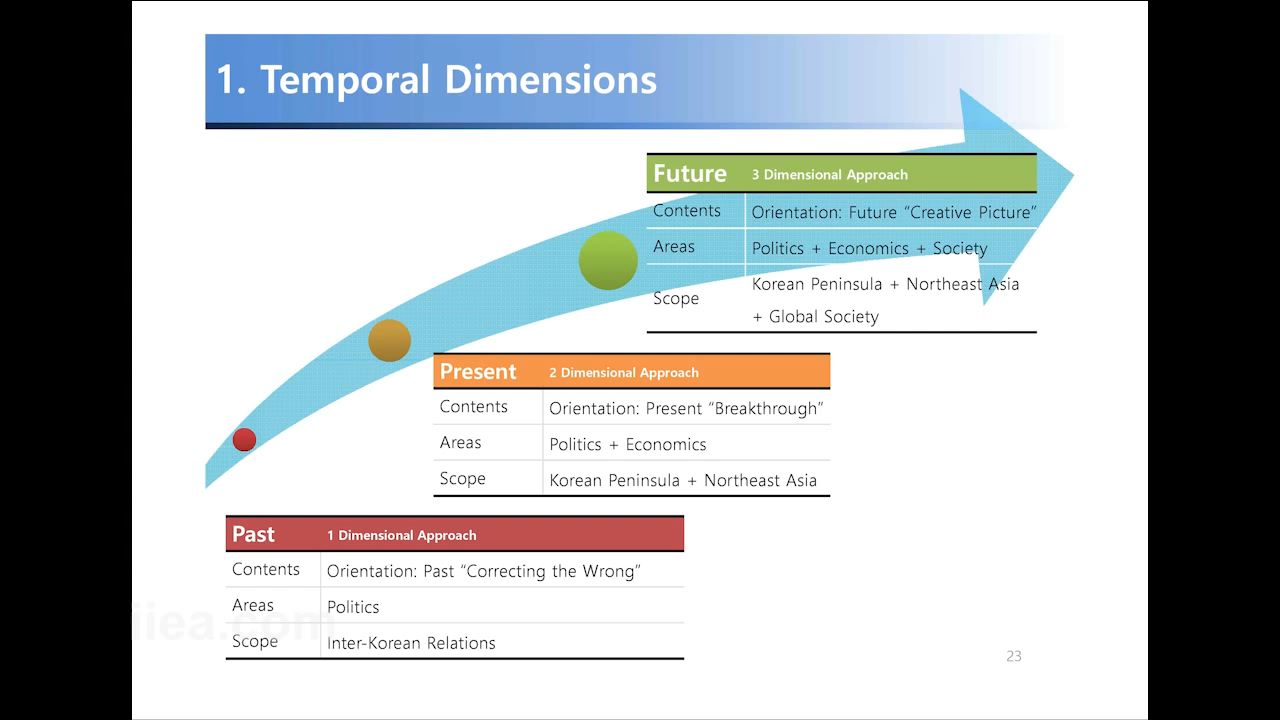 1. Temporal Dimensions
Future 3 Dimensional Approach
Contents Orientation: Future “Creative Picture”
Areas Politics + Economics + Society
Scope Korean Peninsula + Northeast Asia
+ Global Society
Present 2 Dimensional Approach
Contents Orientation: Present “Breakthrough”
Areas Politics + Economics
Scope Korean Peninsula + Northeast Asia
Past 1 Dimensional Approach
Contents Orientation: Past “Correcting the Wrong”
Areas Politics
Scope Inter-Korean Relations
iiea.com
23